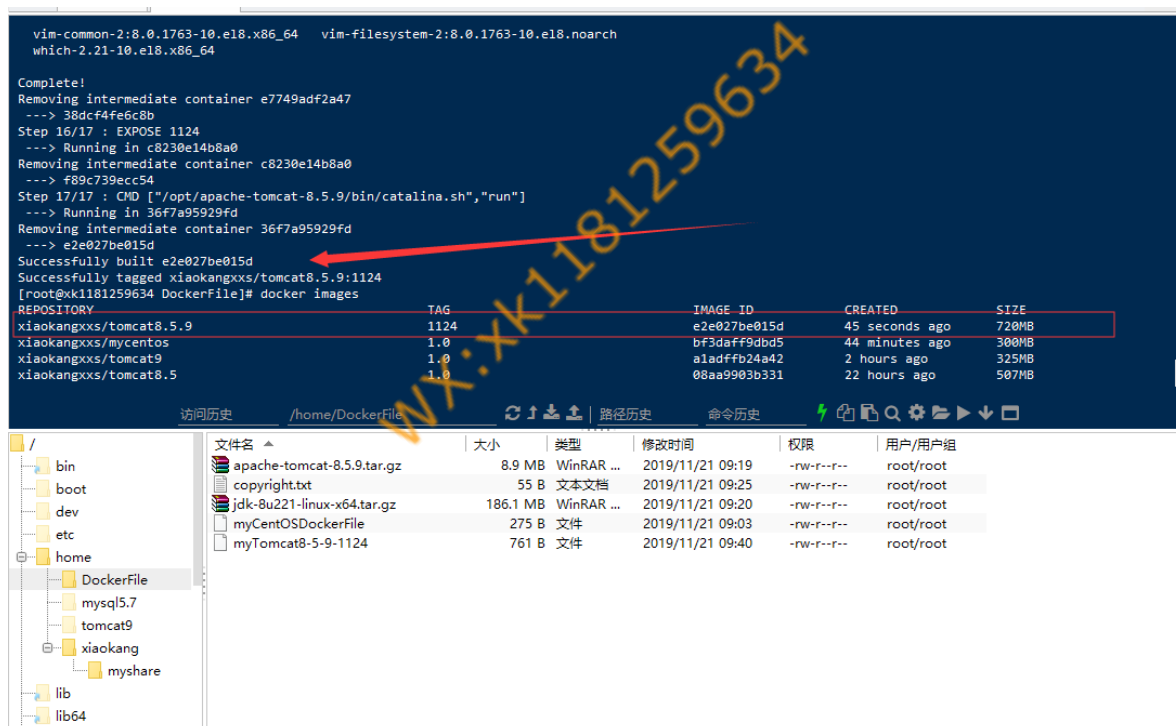 vim-common-2:8.0.1763-10.el8.x86_64   vim-filesystem-2:8.0.1763-10.el8.noarch
which-2.21-10.el8.x86_64
Complete!
Removing intermediate container e7749adf2a47
---> 38dcf4fe6c8b
Step 16/17 : EXPOSE 1124
---> Running in c8230e14b8a0
Removing intermediate container c8230e14b8a0
---> f89c739ecc54
Step 17/17 : CMD ["/opt/apache-tomcat-8.5.9/bin/catalina.sh","run"]
---> Running in 36f7a95929fd
Removing intermediate container 36f7a95929fd
---> e2e027be015d
Successfully built e2e027be015d
Successfully tagged xiaokangxxs/tomcat8.5.9:1124
[root@xk1181259634 DockerFile]# docker images
REPOSITORY TAG IMAGE ID CREATED SIZE
xiaokangxxs/tomcat8.5.9 1124 e2e027be015d 45 seconds ago 720MB
xiaokangxxs/mycentos 1.0 bf3daff9dbd5 44 minutes ago 300MB
xiaokangxxs/tomcat9 1.0 a1adffb24a42 2 hours ago 325MB
xiaokangxxs/tomcat8.5 1.0 08aa9903b331 22 hours ago 507MB
wx:xk1181259634
访问历史 /home/DockerFile 路径历史 命令历史
/
bin
boot
dev
etc
home
DockerFile
mysql5.7
tomcat9
xiaokang
myshare
lib
lib64
文件名 大小 类型 修改时间 权限 用户/用户组
apache-tomcat-8.5.9.tar.gz 8.9 MB WinRAR ... 2019/11/21 09:19 -rw-r--r-- root/root
copyright.txt 55 B 文本文档 2019/11/21 09:25 -rw-r--r-- root/root
jdk-8u221-linux-x64.tar.gz 186.1 MB WinRAR ... 2019/11/21 09:20 -rw-r--r-- root/root
myCentOSDockerFile 275 B 文件 2019/11/21 09:03 -rw-r--r-- root/root
myTomcat8-5-9-1124 761 B 文件 2019/11/21 09:40 -rw-r--r-- root/root